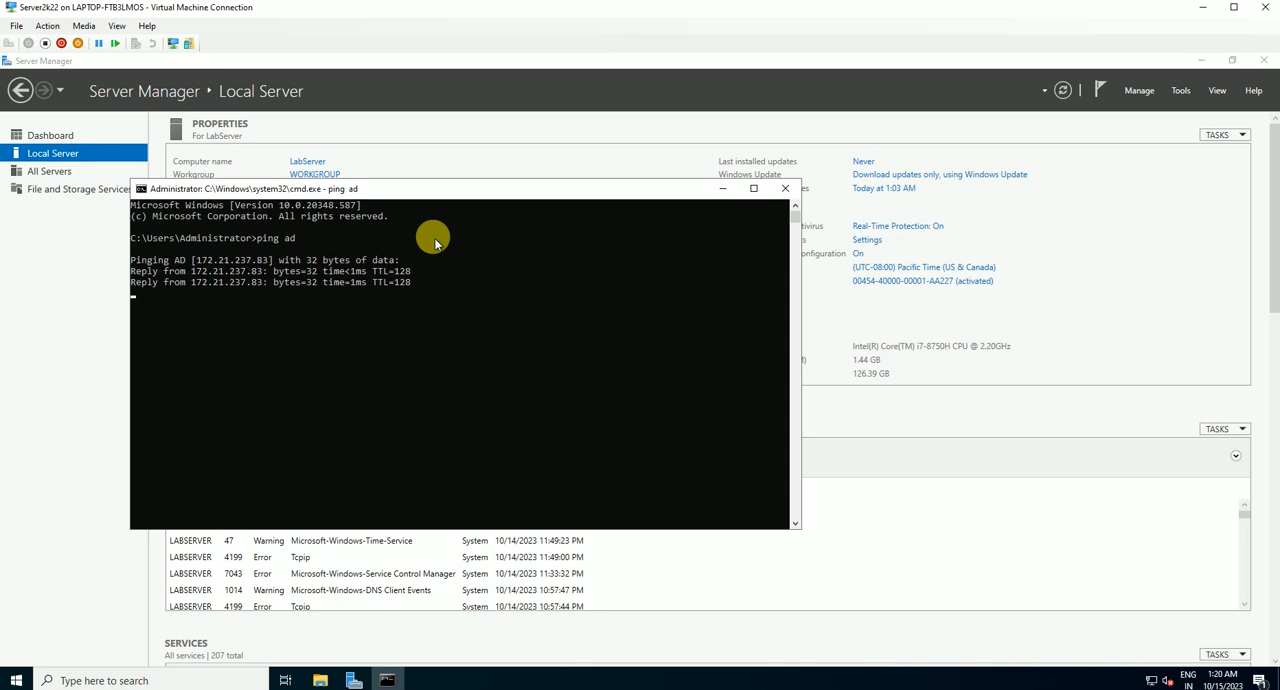 Server2k22 on LAPTOP-FTB3LMOS - Virtual Machine Connection
File Action Media View Help
Server Manager
Server Manager ‣ Local Server
Manage Tools View Help
Dashboard
Local Server
All Servers
File and Storage Services
PROPERTIES
For LabServer
TASKS
Computer name LabServer
Workgroup WORKGROUP
Last installed updates Never
Windows Update Download updates only, using Windows Update
es Today at 1:03 AM
tivirus Real-Time Protection: On
s Settings
onfiguration On
(UTC-08:00) Pacific Time (US & Canada)
00454-40000-00001-AA227 (activated)
Intel(R) Core(TM) i7-8750H CPU @ 2.20GHz
1.44 GB
126.39 GB
Administrator: C:\Windows\system32\cmd.exe - ping ad
Microsoft Windows [Version 10.0.20348.587]
(c) Microsoft Corporation. All rights reserved.
C:\Users\Administrator>ping ad
Pinging AD [172.21.237.83] with 32 bytes of data:
Reply from 172.21.237.83: bytes=32 time<1ms TTL=128
Reply from 172.21.237.83: bytes=32 time=1ms TTL=128
TASKS
LABSERVER 47 Warning Microsoft-Windows-Time-Service System 10/14/2023 11:49:23 PM
LABSERVER 4199 Error Tcpip System 10/14/2023 11:49:00 PM
LABSERVER 7043 Error Microsoft-Windows-Service Control Manager System 10/14/2023 11:33:32 PM
LABSERVER 1014 Warning Microsoft-Windows-DNS Client Events System 10/14/2023 10:57:47 PM
LABSERVER 4199 Error Tcpip System 10/14/2023 10:57:44 PM
SERVICES
All services | 207 total
TASKS
Type here to search
ENG
IN
1:20 AM
10/15/2023
1